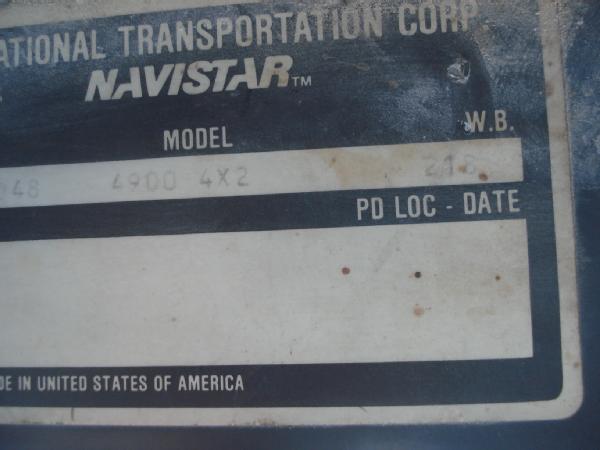 ATIONAL TRANSPORTATION CORP
NAVISTAR™
MODEL W.B.
48 4900 4X2 218
PD LOC - DATE
DE IN UNITED STATES OF AMERICA